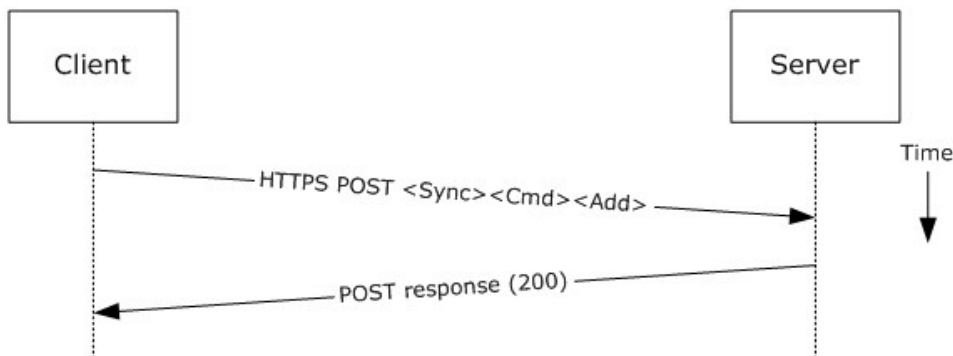 Client
Server
Time
HTTPS POST <Sync><Cmd><Add>
POST response (200)